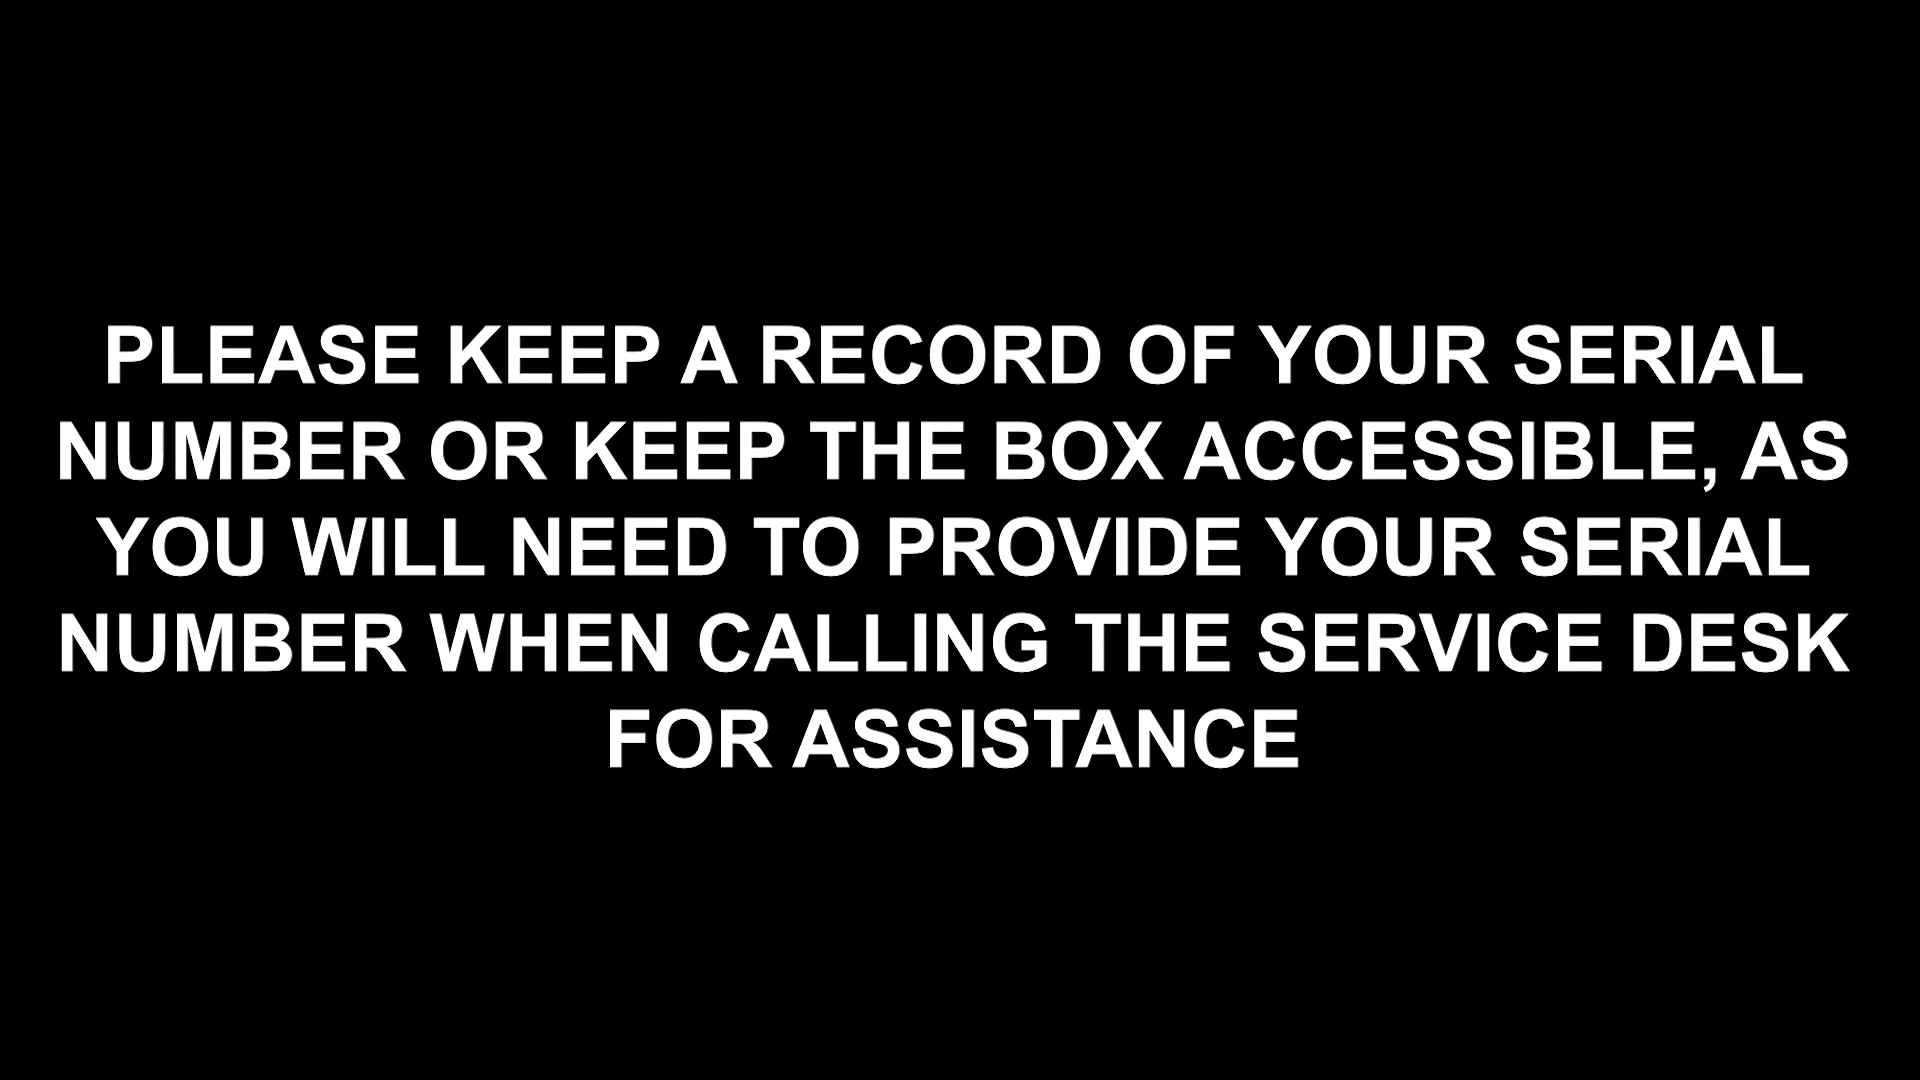 PLEASE KEEP A RECORD OF YOUR SERIAL
NUMBER OR KEEP THE BOX ACCESSIBLE, AS
YOU WILL NEED TO PROVIDE YOUR SERIAL
NUMBER WHEN CALLING THE SERVICE DESK
FOR ASSISTANCE